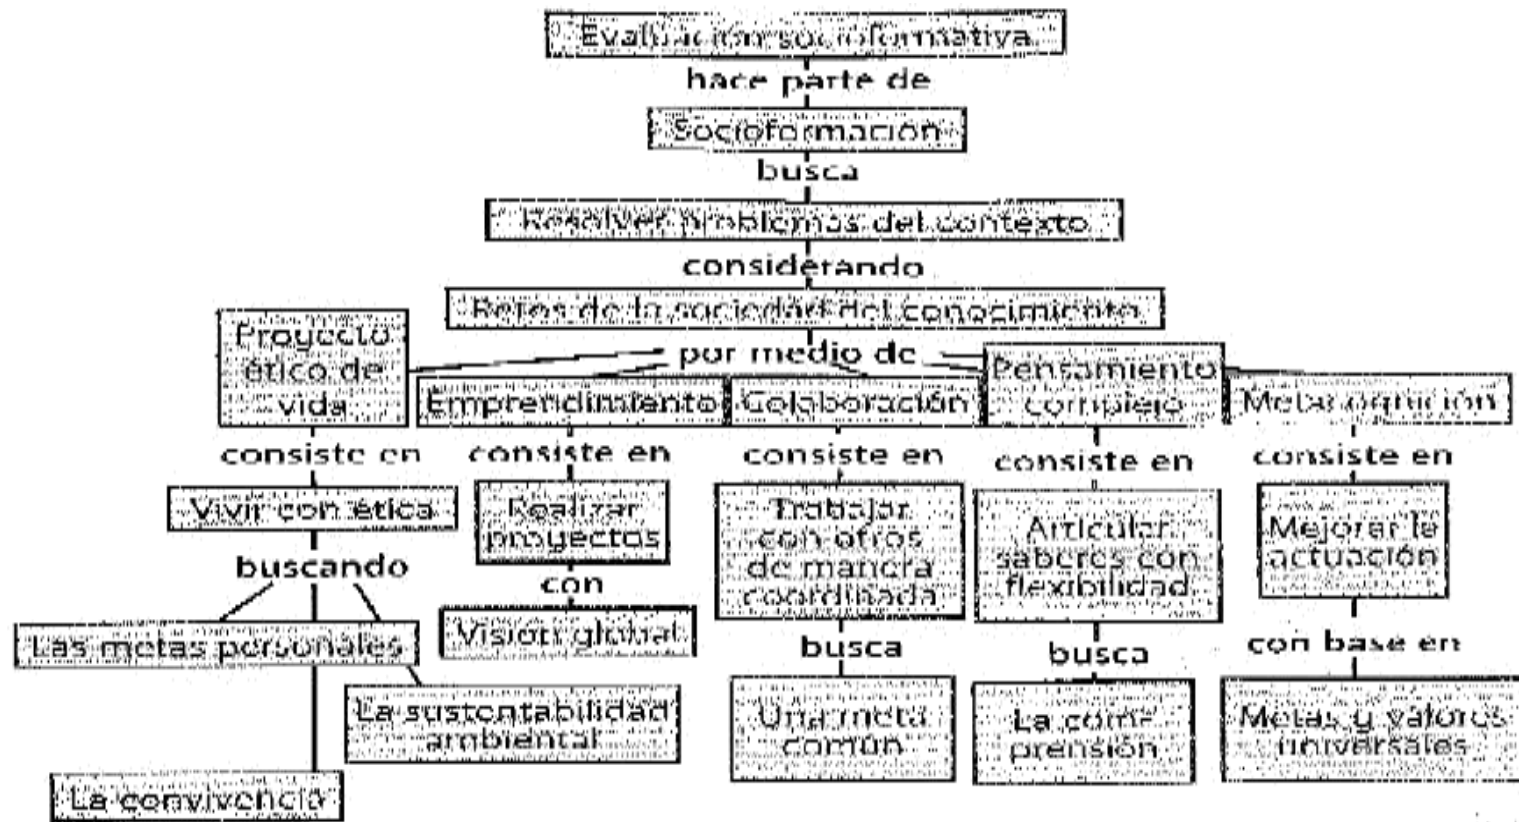 Evaluación socioformativa
hace parte de
Socioformación
busca
Resolver problemas del contexto
considerando
Retos de la sociedad del conocimiento
por medio de
Proyecto
ético de
vida
Emprendimiento
Colaboración
Pensamiento
complejo
Metacognición
consiste en
consiste en
consiste en
consiste en
consiste en
Vivir con ética
Realizar
proyectos
Trabajar
con otros
de manera
coordinada
Articular
saberes con
flexibilidad
Mejorar la
actuación
buscando
con
busca
busca
con base en
Las metas personales
Visión global
La sustentabilidad
ambiental
Una meta
común
La com-
prensión
Metas y valores
universales
La convivencia